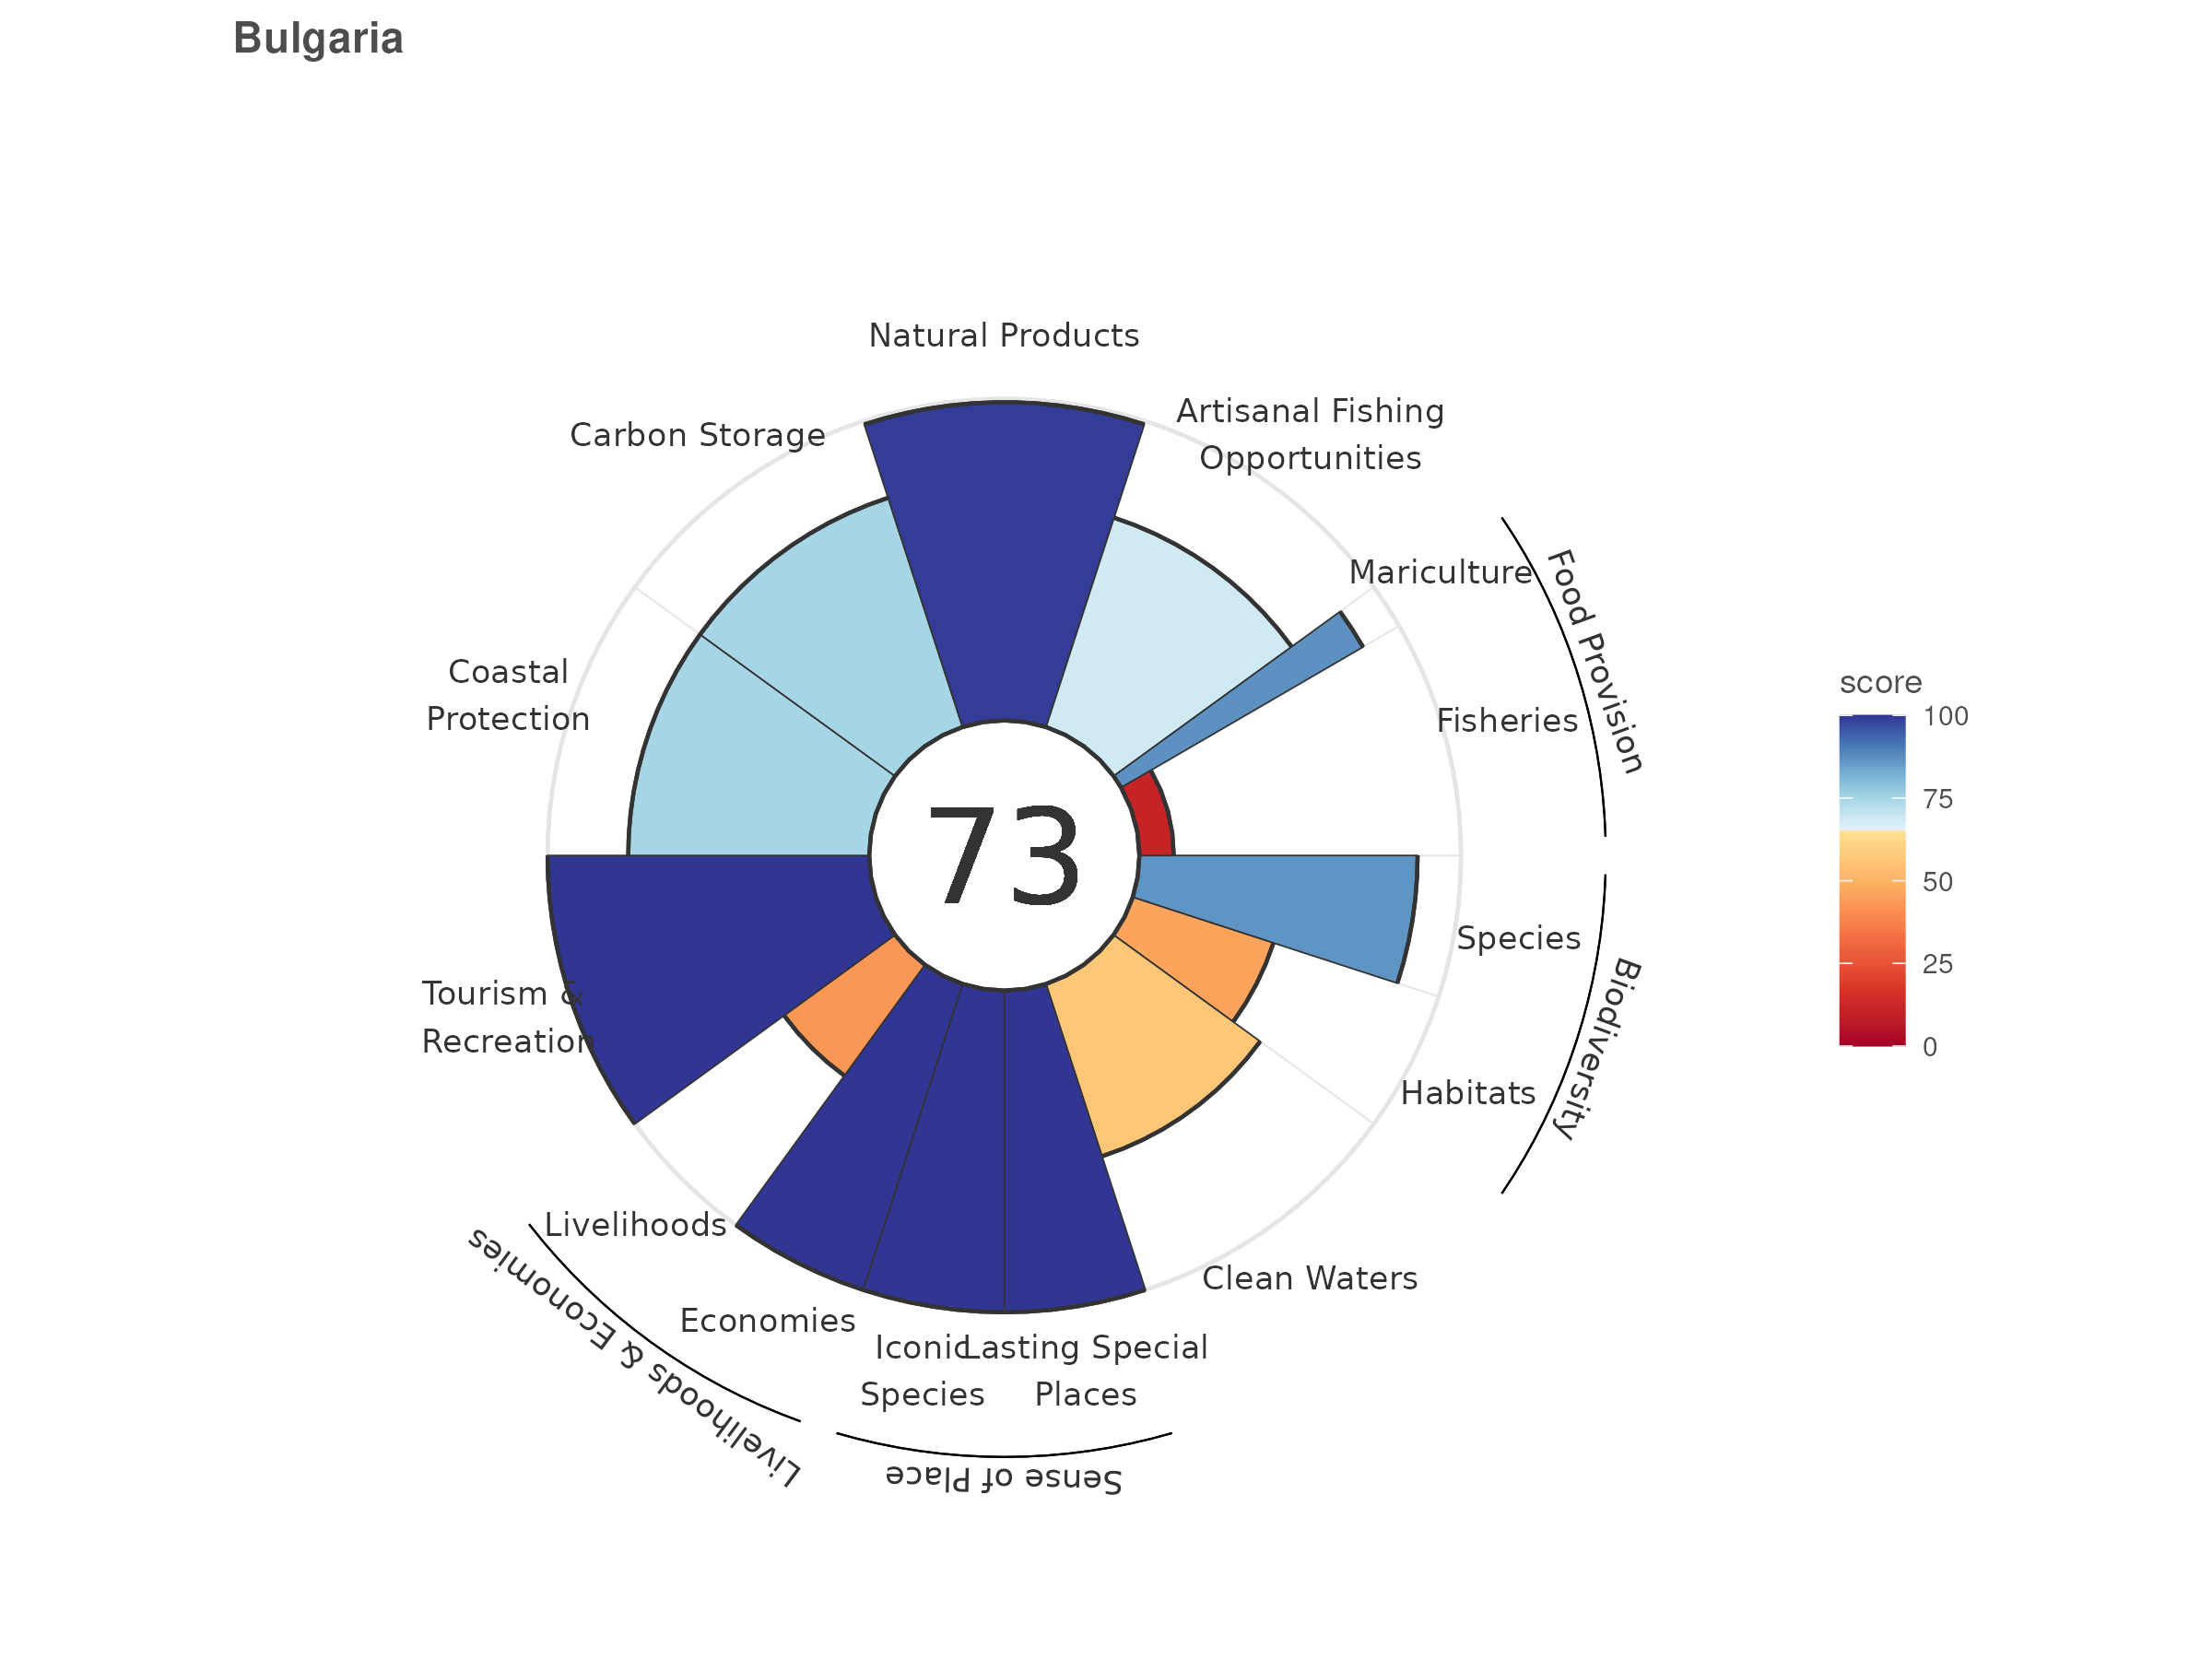 Bulgaria
Natural Products
Artisanal Fishing
Opportunities
Carbon Storage
Mariculture
Food Provision
Fisheries
Coastal
Protection
score
100
75
50
25
0
73
Species
Biodiversity
Habitats
Tourism &
Recreation
Livelihoods
Livelihoods & Economies
Clean Waters
Economies
Iconic
Species
Lasting Special
Places
Sense of Place